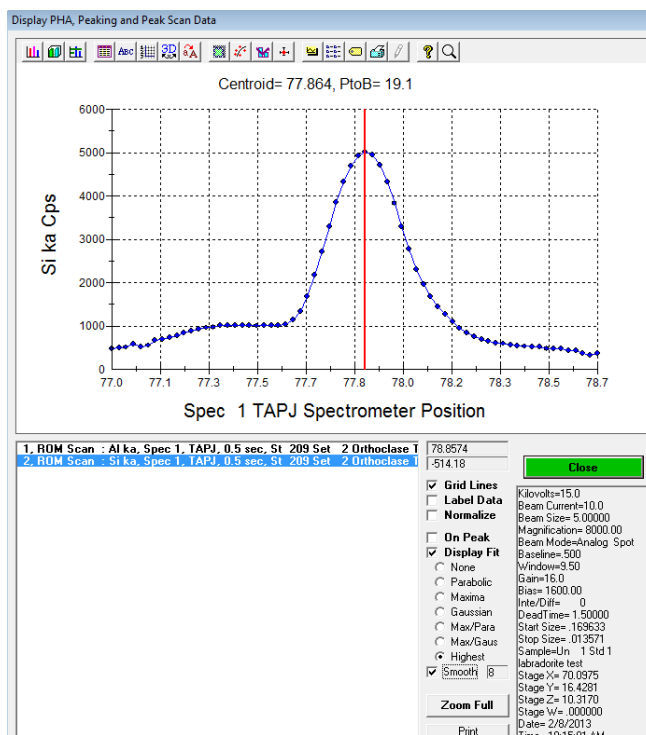 Display PHA, Peaking and Peak Scan Data
ABC 3D A
Centroid= 77.864, PtoB= 19.1
6000
5000
4000
3000
2000
1000
0
Si ka Cps
77.0 77.1 77.3 77.5 77.7 77.8 78.0 78.2 78.3 78.5 78.7
Spec 1 TAPJ Spectrometer Position
1, ROM Scan : Al ka, Spec 1, TAPJ, 0.5 sec, St 209 Set 2 Orthoclase T
2, ROM Scan : Si ka, Spec 1, TAPJ, 0.5 sec, St 209 Set 2 Orthoclase T
78.8574
-514.18
Close
Grid Lines
Label Data
Normalize
On Peak
Display Fit
None
Parabolic
Maxima
Gaussian
Max/Para
Max/Gaus
Highest
Smooth 8
Zoom Full
Print
Kilovolts=15.0
Beam Current=10.0
Beam Size= 5.00000
Magnification= 8000.00
Beam Mode=Analog Spot
Baseline=.500
Window=9.50
Gain=16.0
Bias= 1600.00
Inte/Diff= 0
DeadTime= 1.50000
Start Size= .169633
Stop Size= .013571
Sample=Un 1 Std 1
labradorite test
Stage X= 70.0975
Stage Y= 16.4281
Stage Z= 10.3170
Stage W= .000000
Date= 2/8/2013